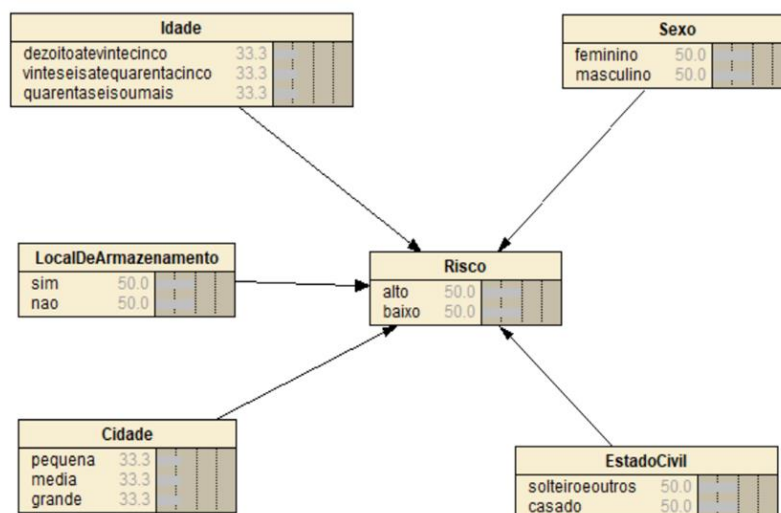 Idade
dezoitoatevintecinco 33.3
vinteseisatequarentacinco 33.3
quarentaseisoumais 33.3
Sexo
feminino 50.0
masculino 50.0
LocalDeArmazenamento
sim 50.0
nao 50.0
Risco
alto 50.0
baixo 50.0
Cidade
pequena 33.3
media 33.3
grande 33.3
EstadoCivil
solteiroeoutros 50.0
casado 50.0